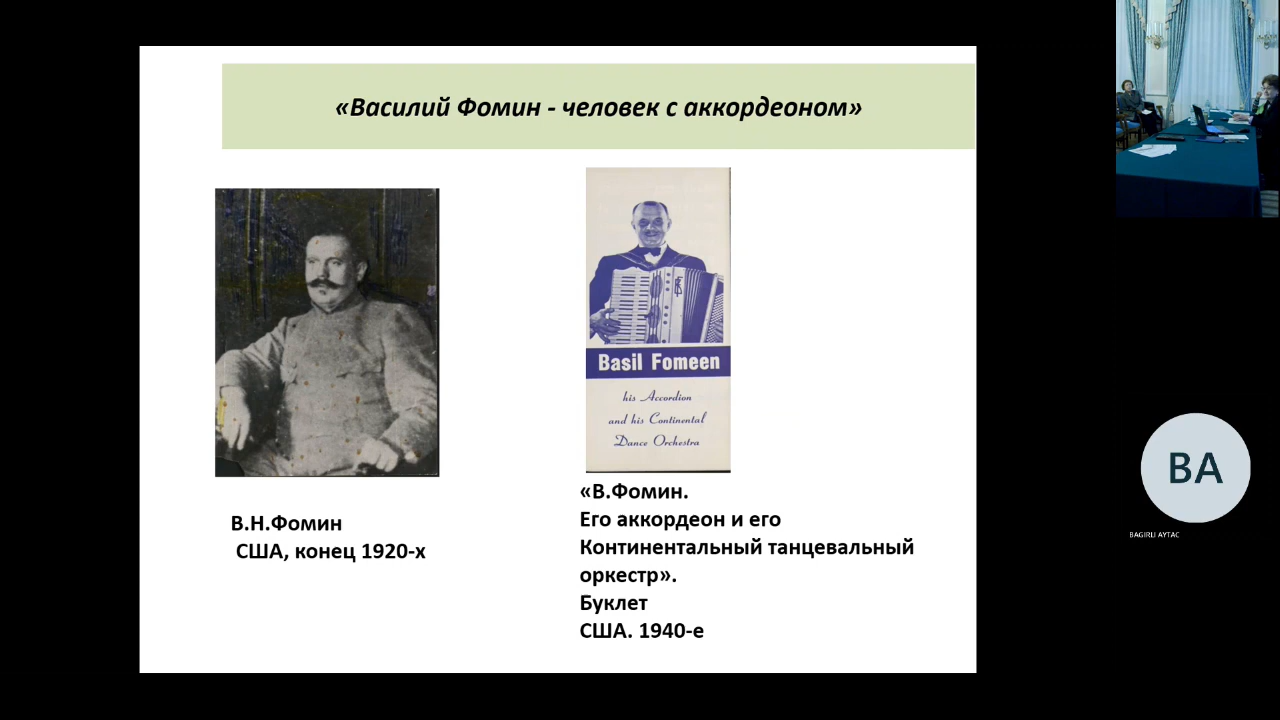 «Василий Фомин - человек с аккордеоном»
Basil Fomeen
his Accordion
and his Continental
Dance Orchestra
В.Н.Фомин
США, конец 1920-х
«В.Фомин.
Его аккордеон и его
Континентальный танцевальный
оркестр».
Буклет
США. 1940-е
BA
BAGIRLI AYTAC